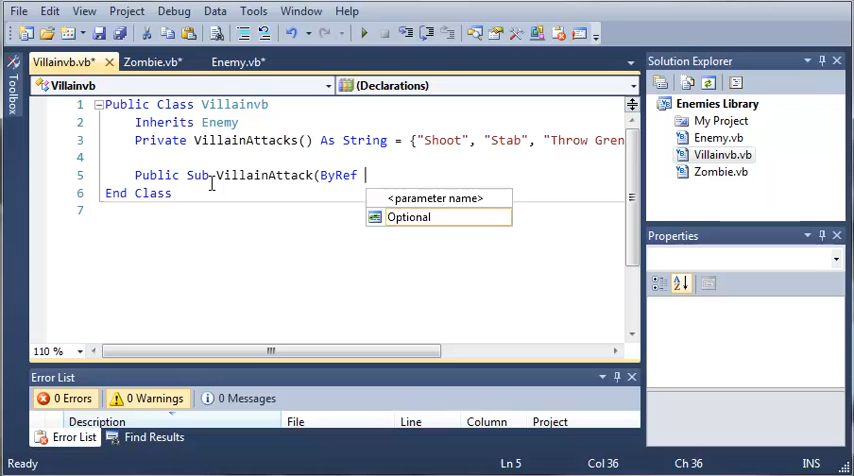 File Edit View Project Debug Data Tools Window Help
Villainvb.vb* Zombie.vb* Enemy.vb*
Villainvb (Declarations)
Toolbox
1 Public Class Villainvb
2 Inherits Enemy
3 Private VillainAttacks() As String = {"Shoot", "Stab", "Throw Gren
4
5 Public Sub VillainAttack(ByRef
6 End Class
7
<parameter name>
Optional
110 %
Solution Explorer
Enemies Library
My Project
Enemy.vb
Villainvb.vb
Zombie.vb
Properties
Error List
0 Errors 0 Warnings 0 Messages
Description File Line Column Project
Error List Find Results
Ready Ln 5 Col 36 Ch 36 INS